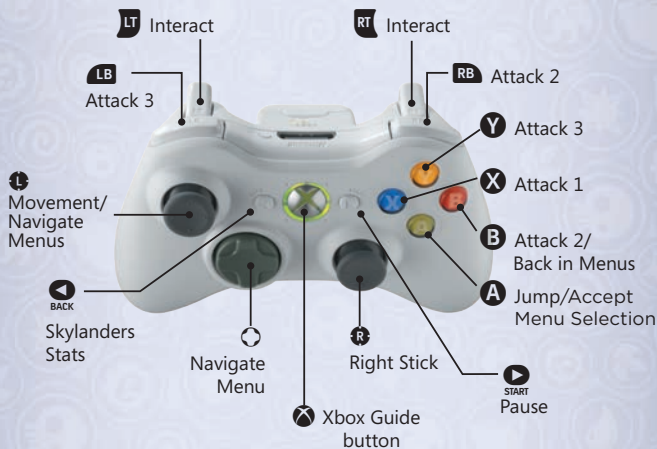 LT Interact
RT Interact
LB
Attack 3
RB Attack 2
Y Attack 3
X Attack 1
L
Movement/
Navigate
Menus
B Attack 2/
Back in Menus
A Jump/Accept
Menu Selection
BACK
Skylanders
Stats
Navigate
Menu
R
Right Stick
START
Pause
Xbox Guide
button
X